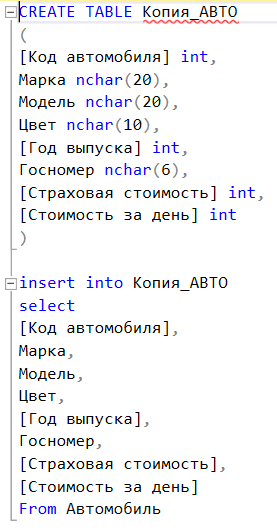 CREATE TABLE Копия_АВТО
(
[Код автомобиля] int,
Марка nchar(20),
Модель nchar(20),
Цвет nchar(10),
[Год выпуска] int,
Госномер nchar(6),
[Страховая стоимость] int,
[Стоимость за день] int
)
insert into Копия_АВТО
select
[Код автомобиля],
Марка,
Модель,
Цвет,
[Год выпуска],
Госномер,
[Страховая стоимость],
[Стоимость за день]
From Автомобиль